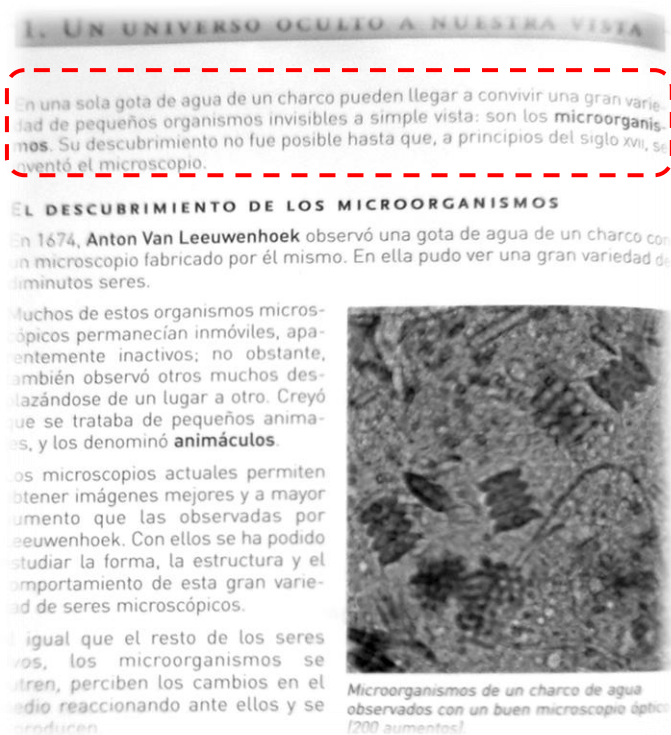 1. UN UNIVERSO OCULTO A NUESTRA VISTA
En una sola gota de agua de un charco pueden llegar a convivir una gran varie-
dad de pequeños organismos invisibles a simple vista: son los microorganis-
mos. Su descubrimiento no fue posible hasta que, a principios del siglo XVII, se
inventó el microscopio.
EL DESCUBRIMIENTO DE LOS MICROORGANISMOS
En 1674, Anton Van Leeuwenhoek observó una gota de agua de un charco con
un microscopio fabricado por él mismo. En ella pudo ver una gran variedad de
diminutos seres.
Muchos de estos organismos micros-
cópicos permanecían inmóviles, apa-
rentemente inactivos; no obstante,
también observó otros muchos des-
plazándose de un lugar a otro. Creyó
que se trataba de pequeños anima-
les, y los denominó animáculos.
Los microscopios actuales permiten
obtener imágenes mejores y a mayor
aumento que las observadas por
Leeuwenhoek. Con ellos se ha podido
estudiar la forma, la estructura y el
comportamiento de esta gran varie-
dad de seres microscópicos.
Al igual que el resto de los seres
vivos, los microorganismos se
nutren, perciben los cambios en el
medio reaccionando ante ellos y se
reproducen.
Microorganismos de un charco de agua
observados con un buen microscopio óptico
(200 aumentos).